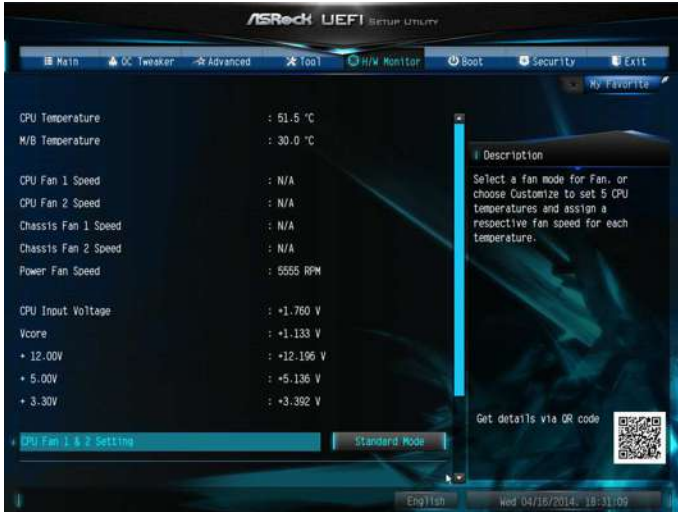 ASRock UEFI SETUP UTILITY
Main OC Tweaker Advanced Tool H/W Monitor Boot Security Exit
My Favorite
CPU Temperature : 51.5 °C
M/B Temperature : 30.0 °C
CPU Fan 1 Speed : N/A
CPU Fan 2 Speed : N/A
Chassis Fan 1 Speed : N/A
Chassis Fan 2 Speed : N/A
Power Fan Speed : 5555 RPM
CPU Input Voltage : +1.760 V
Vcore : +1.133 V
+ 12.00V : +12.196 V
+ 5.00V : +5.136 V
+ 3.30V : +3.392 V
CPU Fan 1 & 2 Setting Standard Mode
Description
Select a fan mode for Fan, or
choose Customize to set 5 CPU
temperatures and assign a
respective fan speed for each
temperature.
Get details via QR code
English Wed 04/16/2014, 18:31:09